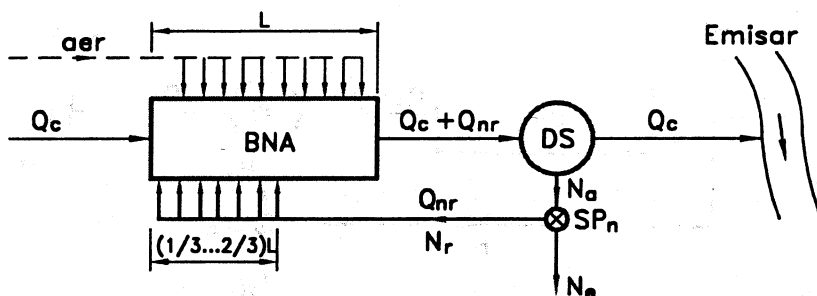 L
aer
Emisar
Qc
BNA
Qc + Qnr
DS
Qc
Na
Qnr
SPn
Nr
(1/3...2/3)L
Ne